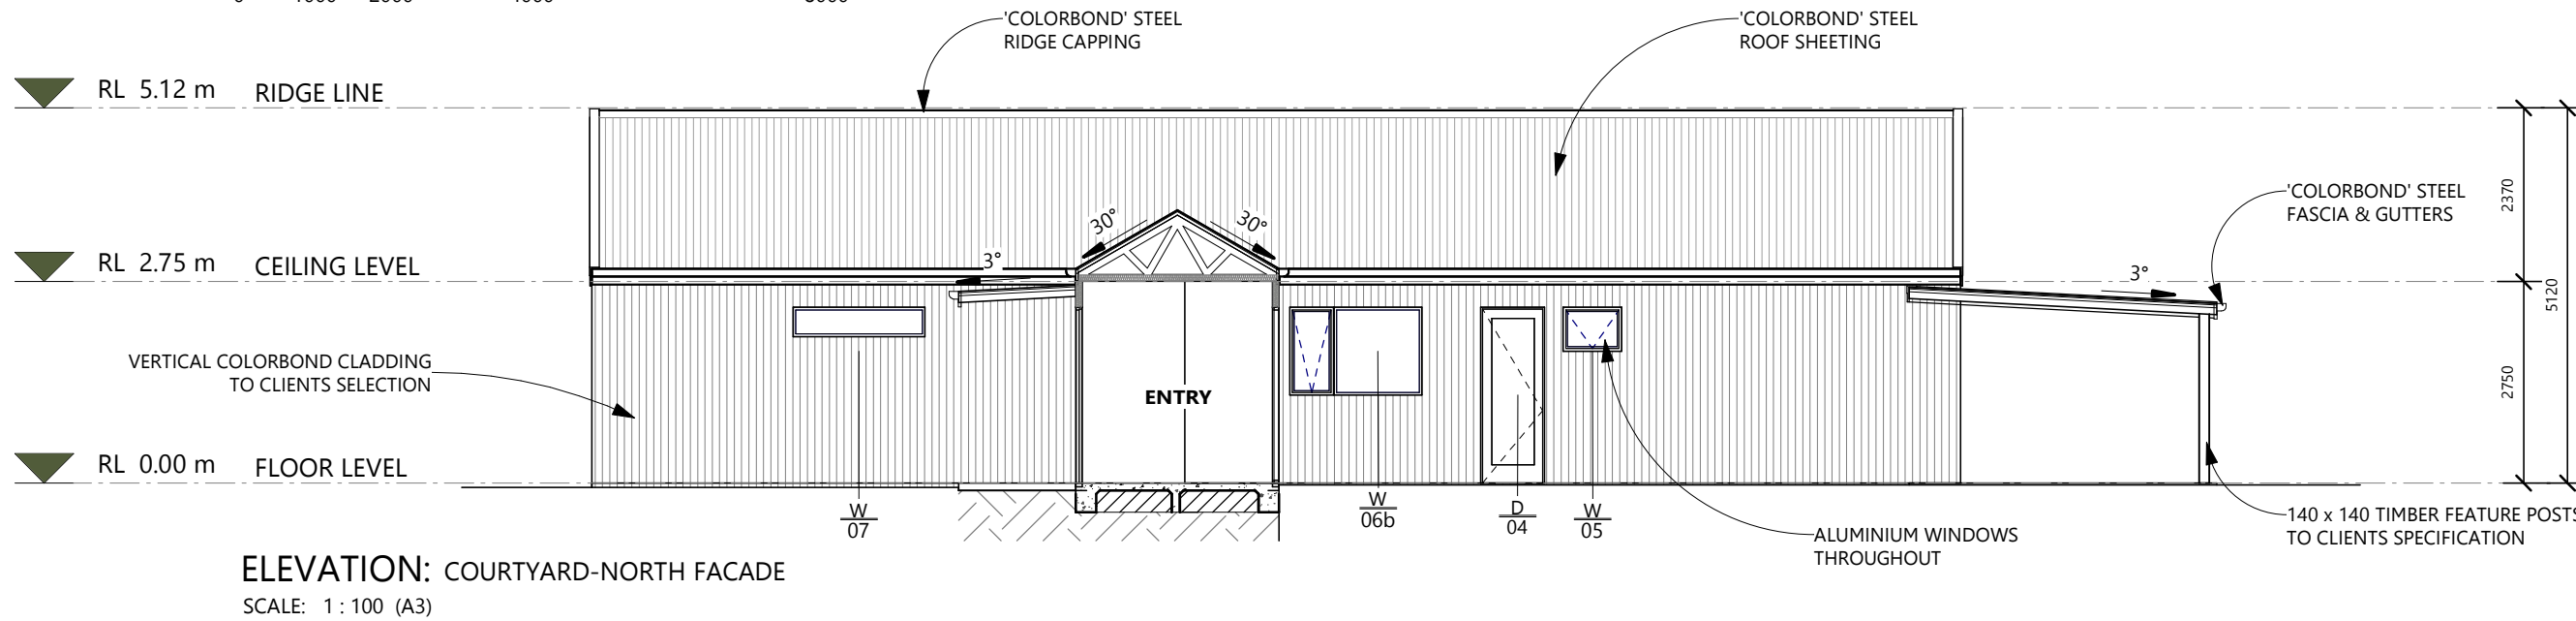 'COLORBOND' STEEL
RIDGE CAPPING
'COLORBOND' STEEL
ROOF SHEETING
RL 5.12 m RIDGE LINE
'COLORBOND' STEEL
FASCIA & GUTTERS
2370
30°
30°
RL 2.75 m CEILING LEVEL
3°
3°
5120
VERTICAL COLORBOND CLADDING
TO CLIENTS SELECTION
ENTRY
2750
RL 0.00 m FLOOR LEVEL
W
07
W
06b
D
04
W
05
ALUMINIUM WINDOWS
THROUGHOUT
140 x 140 TIMBER FEATURE POSTS
TO CLIENTS SPECIFICATION
ELEVATION: COURTYARD-NORTH FACADE
SCALE: 1 : 100 (A3)